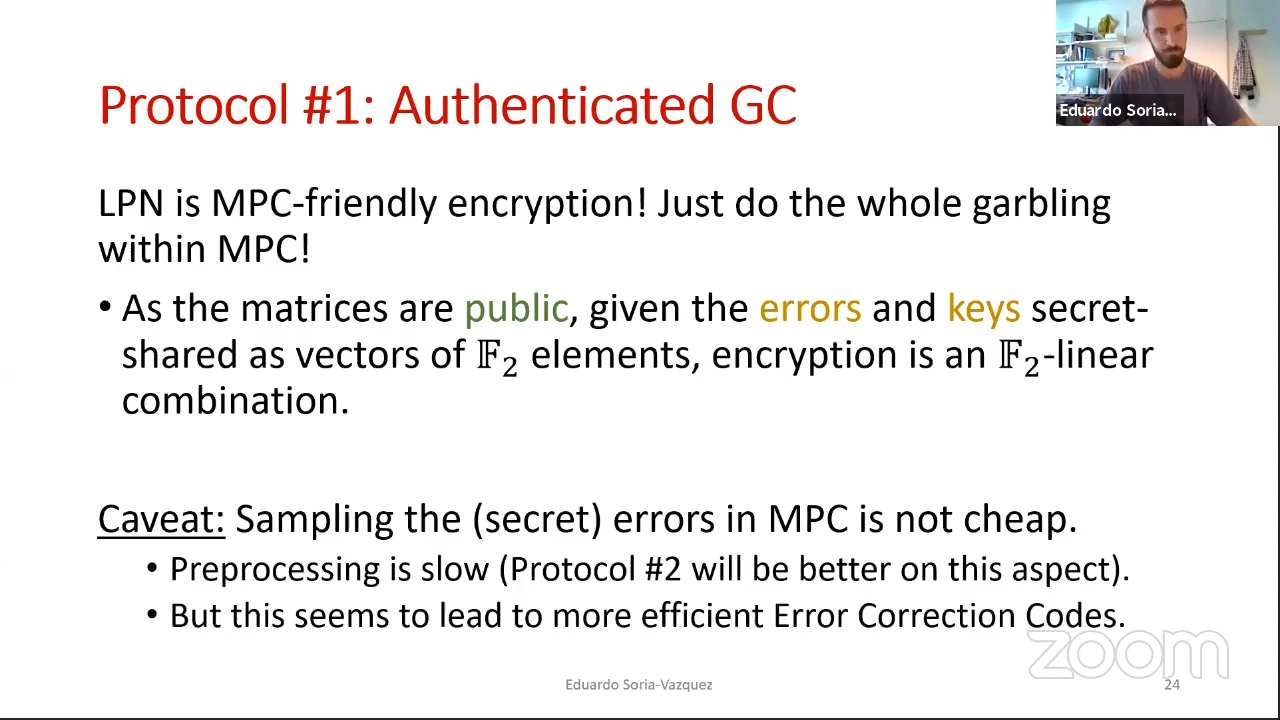 Eduardo Soria...
Protocol #1: Authenticated GC
LPN is MPC-friendly encryption! Just do the whole garbling
within MPC!
• As the matrices are public, given the errors and keys secret-
shared as vectors of 𝔽₂ elements, encryption is an 𝔽₂-linear
combination.
Caveat: Sampling the (secret) errors in MPC is not cheap.
• Preprocessing is slow (Protocol #2 will be better on this aspect).
• But this seems to lead to more efficient Error Correction Codes.
zoom
Eduardo Soria-Vazquez
24